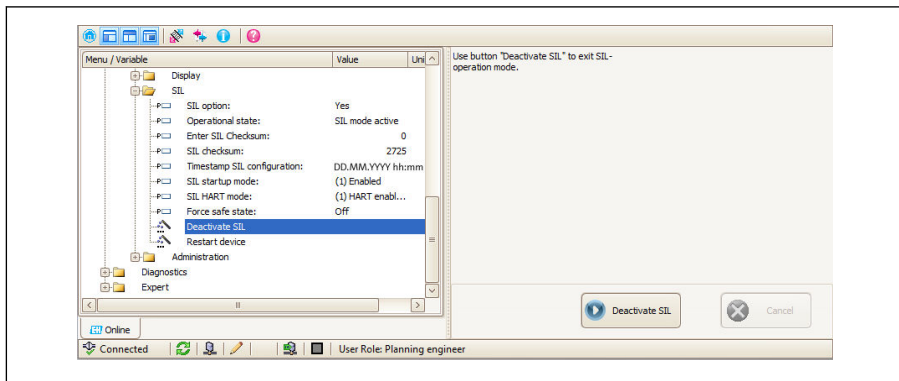 Menu / Variable Value Uni
Use button "Deactivate SIL" to exit SIL-
operation mode.
Display
SIL
SIL option: Yes
Operational state: SIL mode active
Enter SIL Checksum: 0
SIL checksum: 2725
Timestamp SIL configuration: DD.MM.YYYY hh:mm
SIL startup mode: (1) Enabled
SIL HART mode: (1) HART enabl...
Force safe state: Off
Deactivate SIL
Restart device
Administration
Diagnostics
Expert
Deactivate SIL Cancel
Online
Connected User Role: Planning engineer